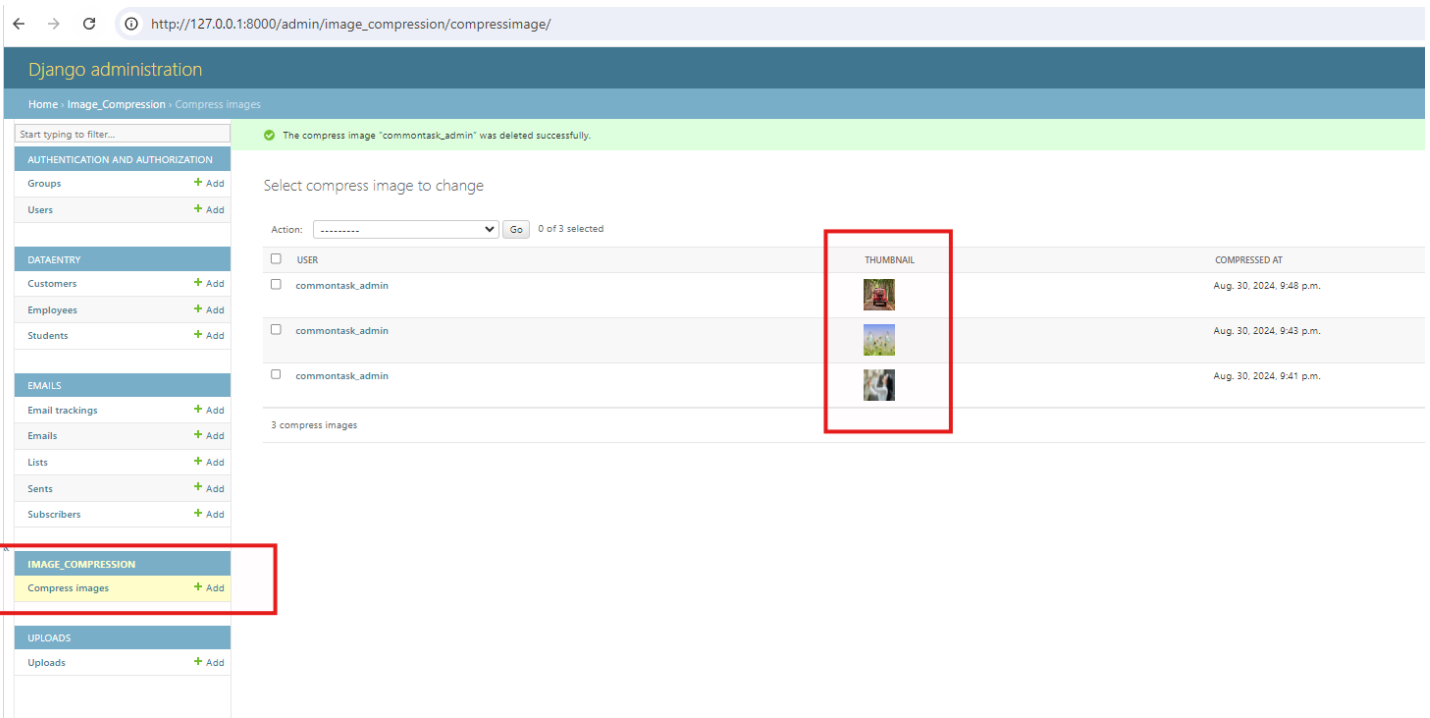 http://127.0.0.1:8000/admin/image_compression/compressimage/
Django administration
Home › Image_Compression › Compress images
Start typing to filter...
AUTHENTICATION AND AUTHORIZATION
Groups + Add
Users + Add
DATAENTRY
Customers + Add
Employees + Add
Students + Add
EMAILS
Email trackings + Add
Emails + Add
Lists + Add
Sents + Add
Subscribers + Add
«
IMAGE_COMPRESSION
Compress images + Add
UPLOADS
Uploads + Add
The compress image "commontask_admin" was deleted successfully.
Select compress image to change
Action: --------- Go 0 of 3 selected
USER THUMBNAIL COMPRESSED AT
commontask_admin Aug. 30, 2024, 9:48 p.m.
commontask_admin Aug. 30, 2024, 9:43 p.m.
commontask_admin Aug. 30, 2024, 9:41 p.m.
3 compress images